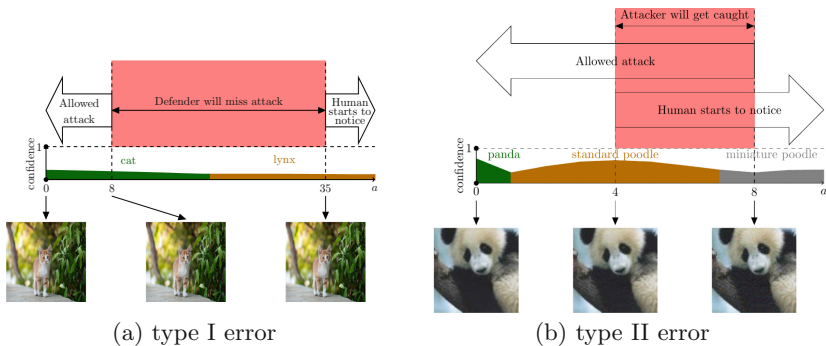 Allowed
attack
Defender will miss attack
Human
starts to
notice
confidence
1
cat
lynx
0
8
35
a
(a) type I error
Attacker will get caught
Allowed attack
Human starts to notice
confidence
1
panda
standard poodle
miniature poodle
0
4
8
a
(b) type II error